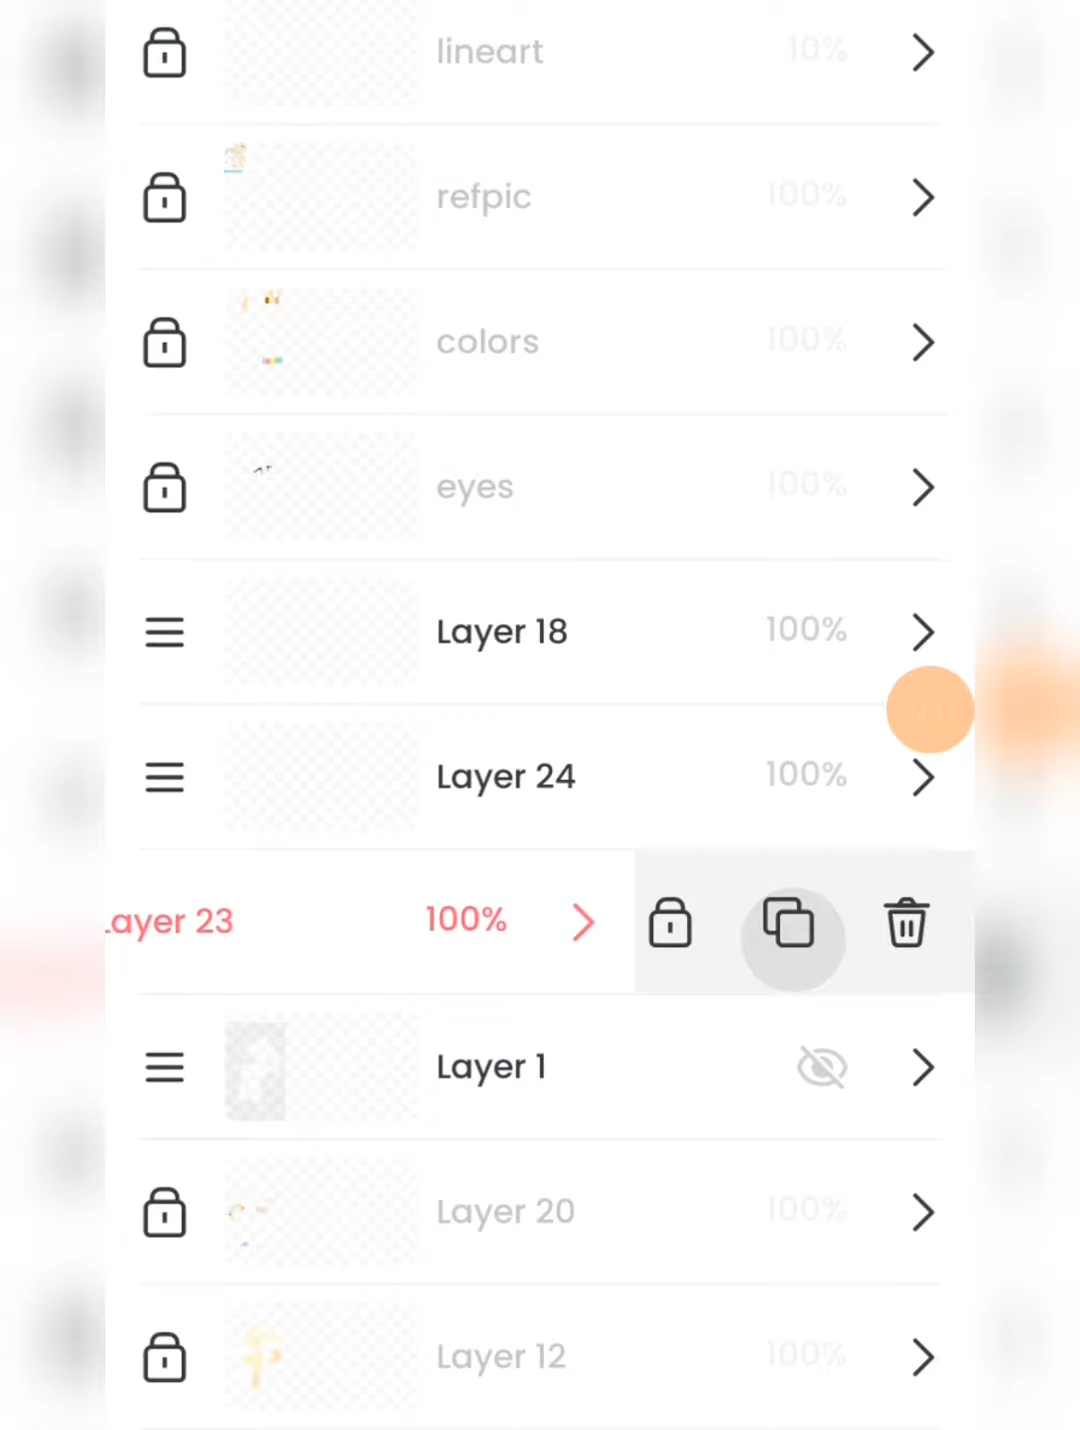 lineart 10%
refpic 100%
colors 100%
eyes 100%
Layer 18 100%
Layer 24 100%
Layer 23 100%
Layer 1
Layer 20 100%
Layer 12 100%